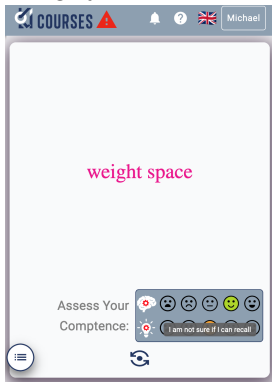 COURSES
Michael
weight space
Assess Your
Comptence:
I am not sure if I can recall